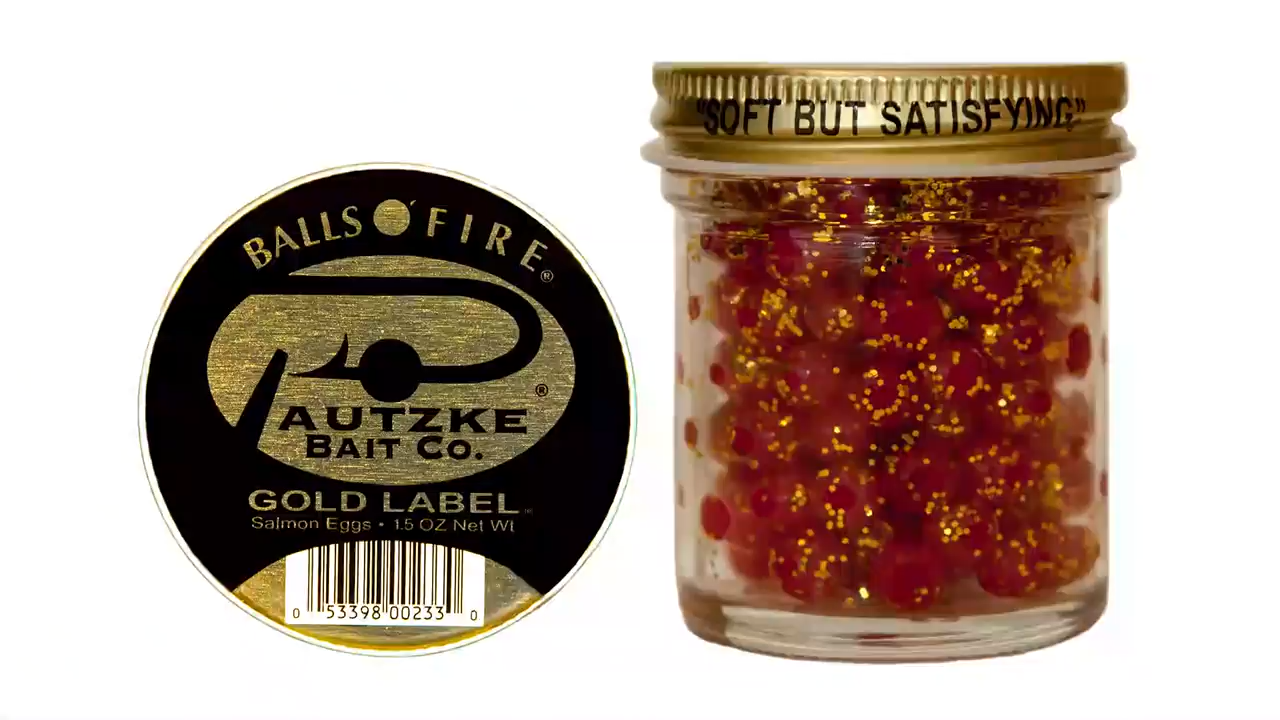 BALLS O' FIRE®
PAUTZKE®
BAIT CO.
GOLD LABEL™
Salmon Eggs • 1.5 OZ Net Wt
0 53398 00233 0
"SOFT BUT SATISFYING"